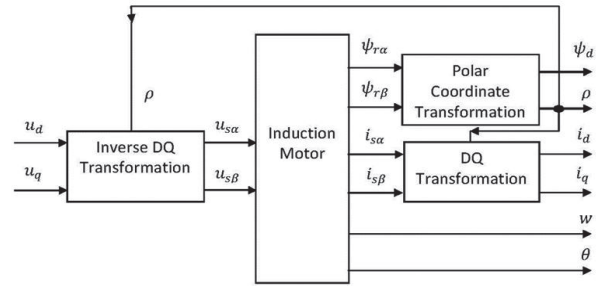 ρ
u_d
u_q
Inverse DQ
Transformation
u_sα
u_sβ
Induction
Motor
ψ_rα
ψ_rβ
i_sα
i_sβ
Polar
Coordinate
Transformation
DQ
Transformation
ψ_d
ρ
i_d
i_q
w
θ